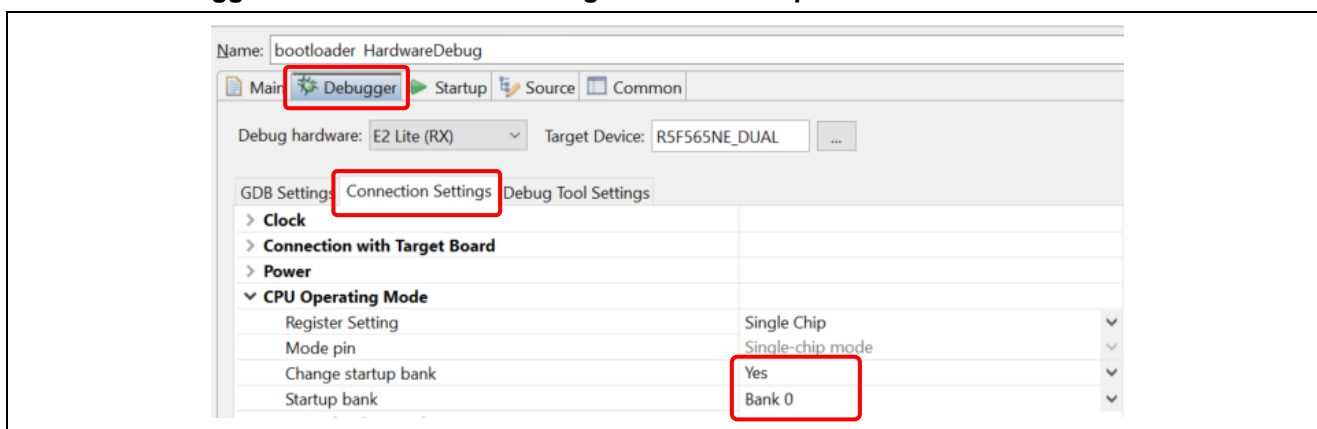 Name: bootloader HardwareDebug
Main Debugger Startup Source Common
Debug hardware: E2 Lite (RX) Target Device: R5F565NE_DUAL ...
GDB Settings Connection Settings Debug Tool Settings
Clock
Connection with Target Board
Power
CPU Operating Mode
Register Setting Single Chip
Mode pin Single-chip mode
Change startup bank Yes
Startup bank Bank 0